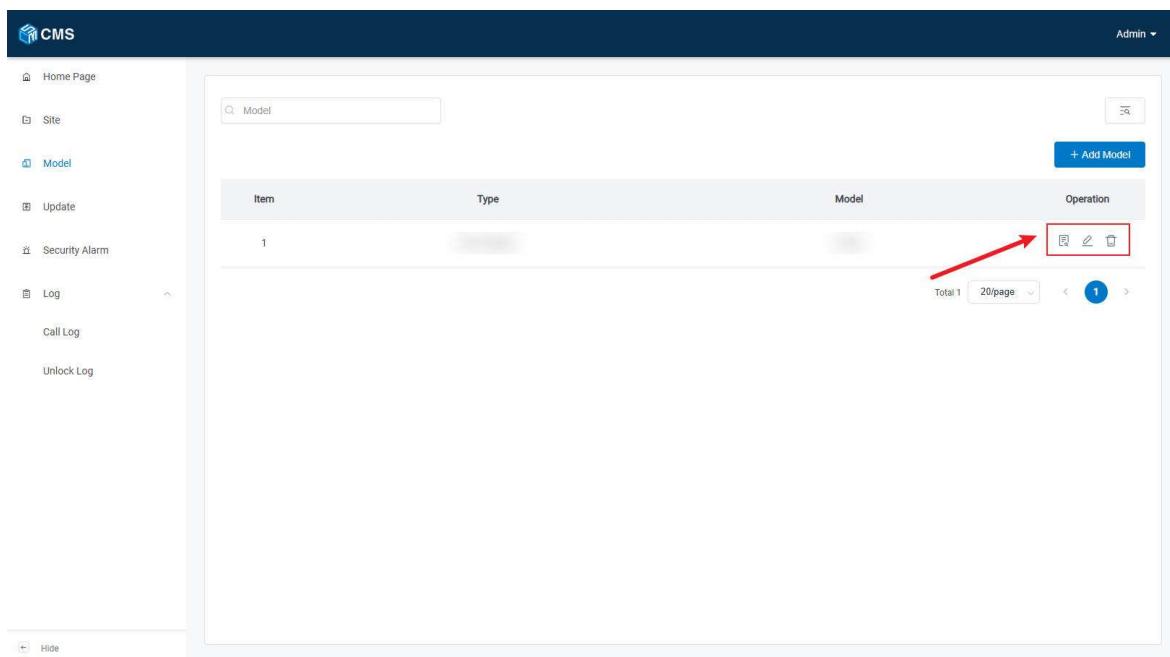 CMS
Admin
Home Page
Site
Model
Update
Security Alarm
Log
Call Log
Unlock Log
Hide
Model
+ Add Model
Item Type Model Operation
1
Total 1 20/page < 1 >